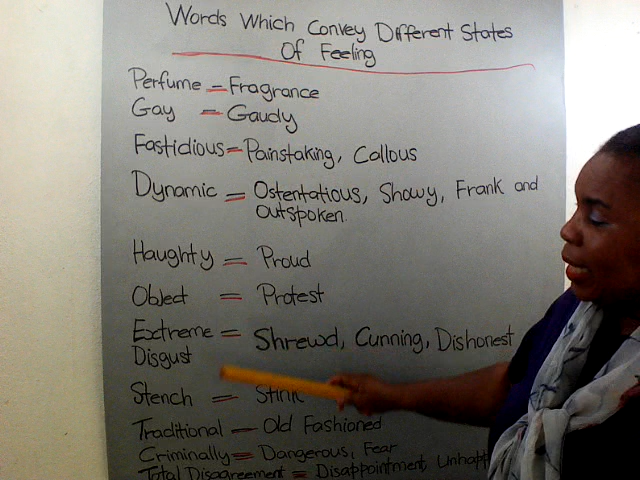 Words Which Convey Different States
Of Feeling
Perfume = Fragrance
Gay = Gaudy
Fastidious = Painstaking, Callous
Dynamic = Ostentatious, Showy, Frank and
outspoken.
Haughty = Proud
Object = Protest
Extreme = Shrewd, Cunning, Dishonest
Disgust
Stench = Stink
Traditional = Old Fashioned
Criminally = Dangerous, Fear
Total Disagreement = Disappointment,